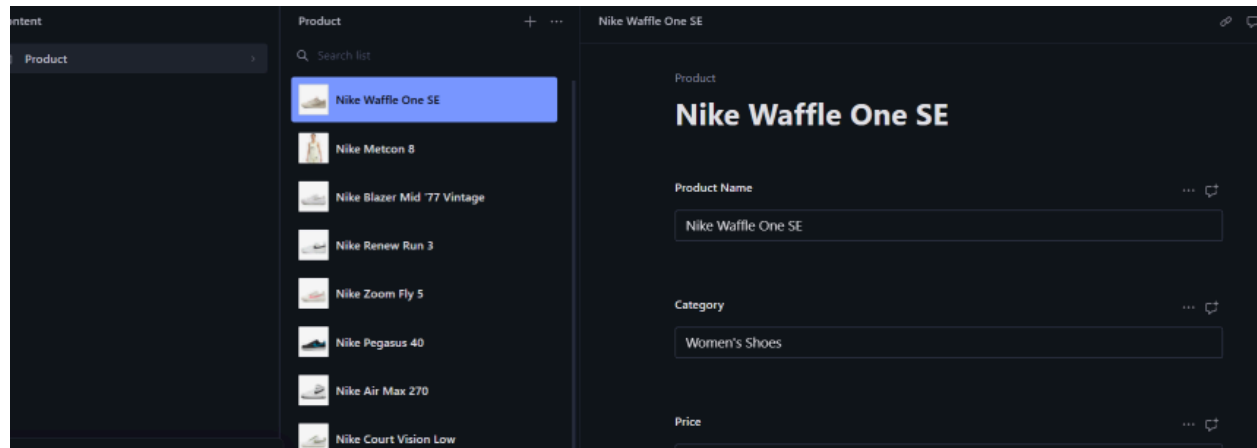 ontent
Product
Product
Search list
Nike Waffle One SE
Nike Metcon 8
Nike Blazer Mid '77 Vintage
Nike Renew Run 3
Nike Zoom Fly 5
Nike Pegasus 40
Nike Air Max 270
Nike Court Vision Low
Nike Waffle One SE
Product
Nike Waffle One SE
Product Name
Nike Waffle One SE
Category
Women's Shoes
Price